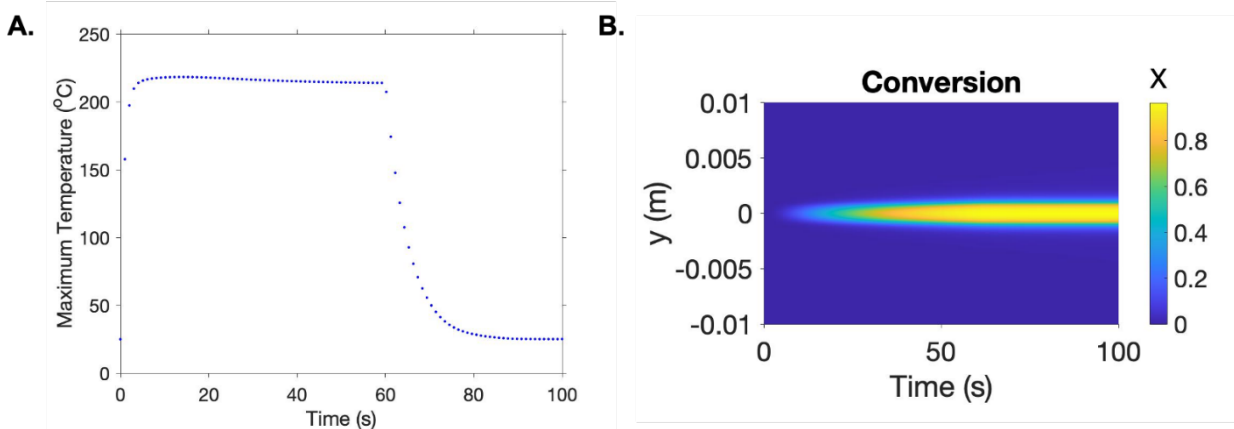 A.
250
200
150
100
50
0
Maximum Temperature (°C)
0 20 40 60 80 100
Time (s)
B.
Conversion
X
0.01
0.005
0
-0.005
-0.01
y (m)
0 50 100
Time (s)
0.8
0.6
0.4
0.2
0